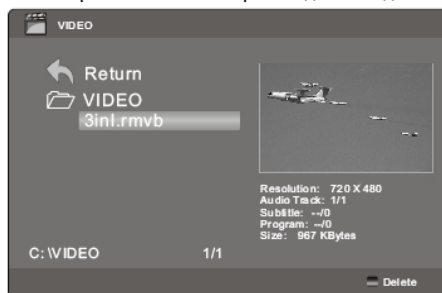 VIDEO
Return
VIDEO
3inl.rmvb
Resolution: 720 X 480
Audio Track: 1/1
Subtitle: --/0
Program: --/0
Size: 967 KBytes
C: \VIDEO 1/1
Delete